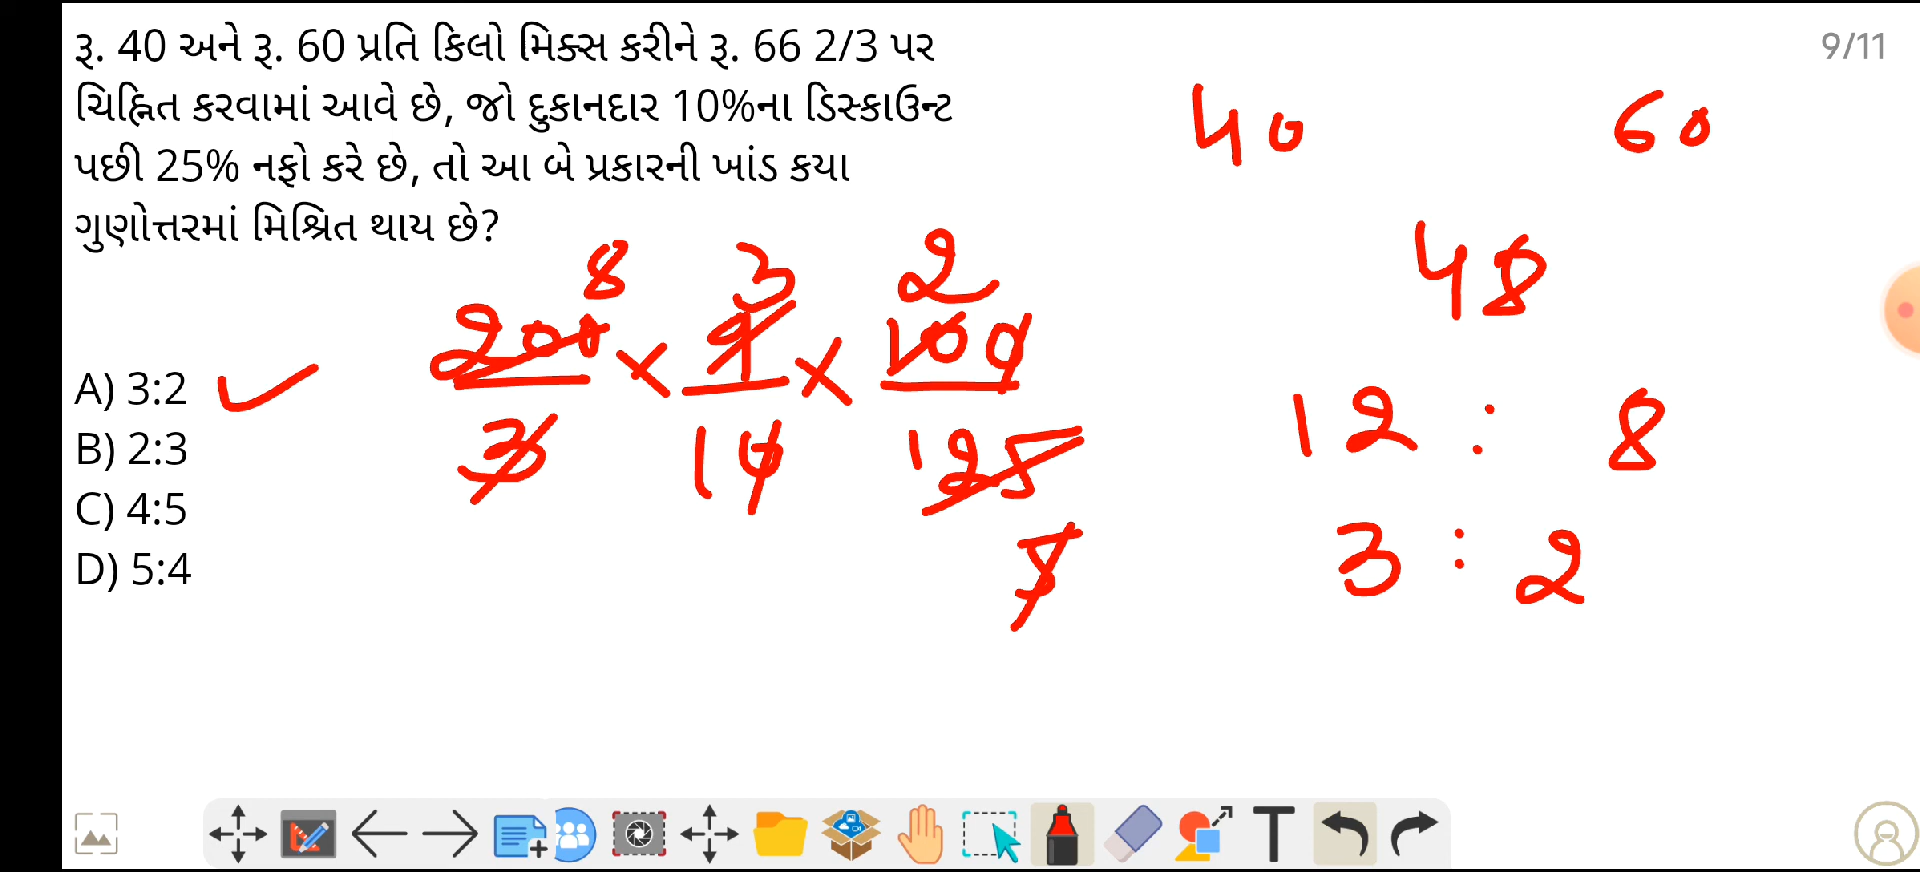 રૂ. 40 અને રૂ. 60 પ્રતિ કિલો મિક્સ કરીને રૂ. 66 2/3 પર
ચિહ્નિત કરવામાં આવે છે, જો દુકાનદાર 10%ના ડિસ્કાઉન્ટ
પછી 25% નફો કરે છે, તો આ બે પ્રકારની ખાંડ કયા
ગુણોત્તરમાં મિશ્રિત થાય છે?
A) 3:2
B) 2:3
C) 4:5
D) 5:4
9/11
8 3 2
200 × 9 × 100
3 10 125
5
40 60
48
12 : 8
3 : 2
T